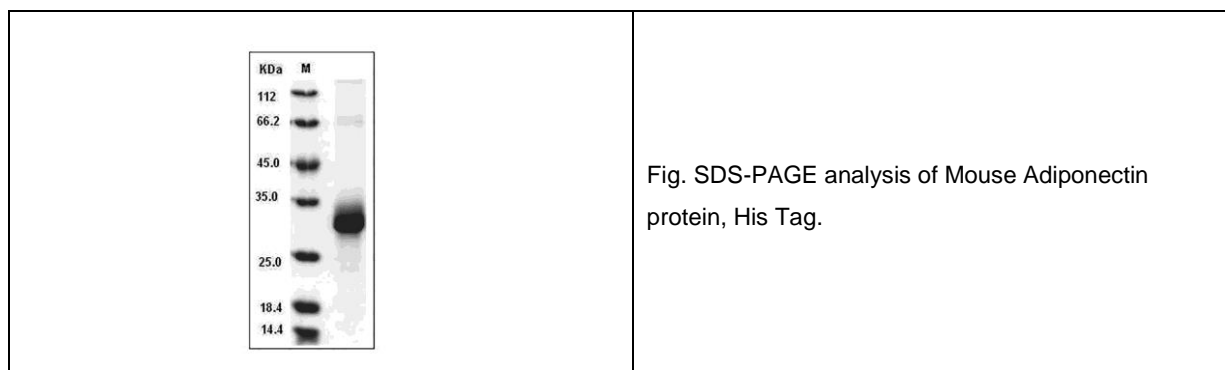 KDa M
112
66.2
45.0
35.0
25.0
18.4
14.4
Fig. SDS-PAGE analysis of Mouse Adiponectin
protein, His Tag.